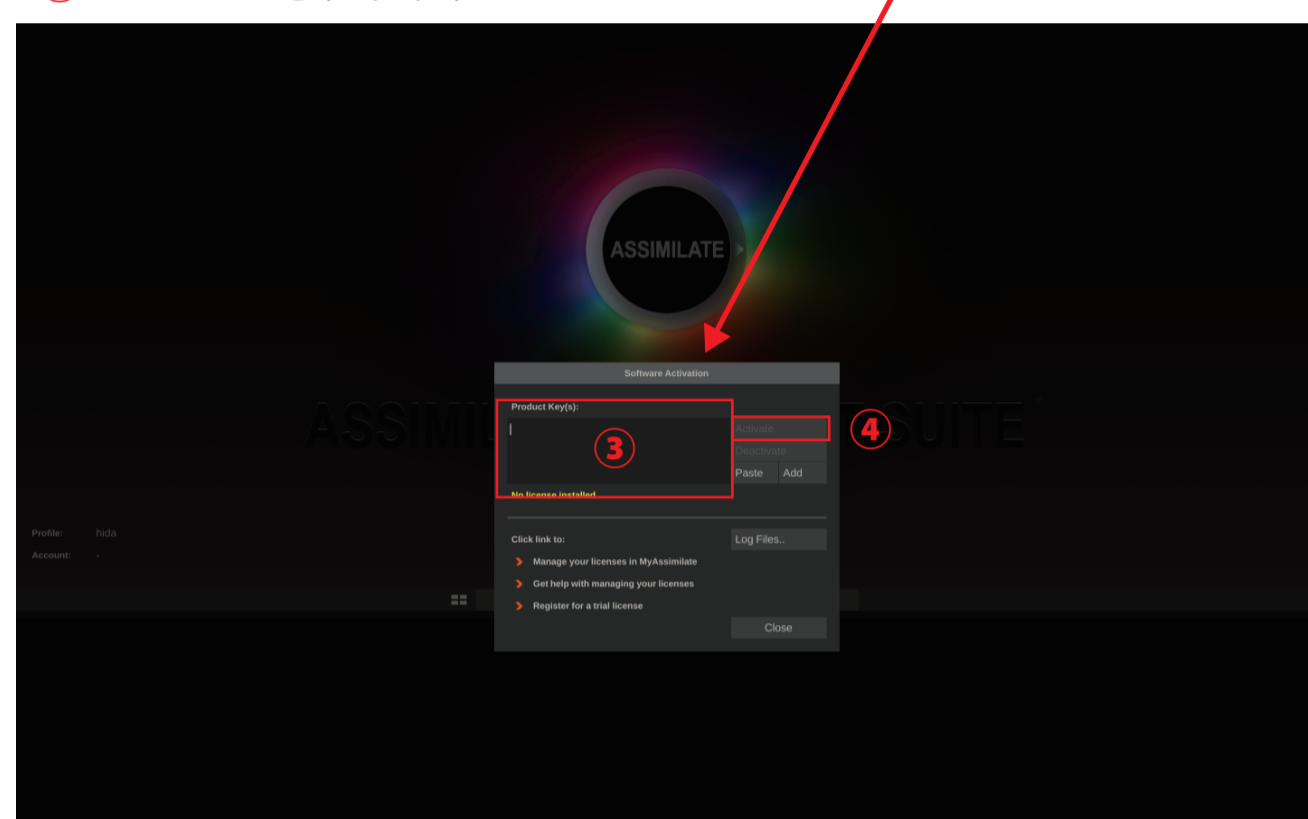 ASSIMILATE
Software Activation
ASSIMIL
SUITE
Product Key(s):
③
Activate
④
Deactivate
Paste Add
No license installed
Profile: hida
Account: -
Click link to:
Log Files..
Manage your licenses in MyAssimilate
Get help with managing your licenses
Register for a trial license
Close